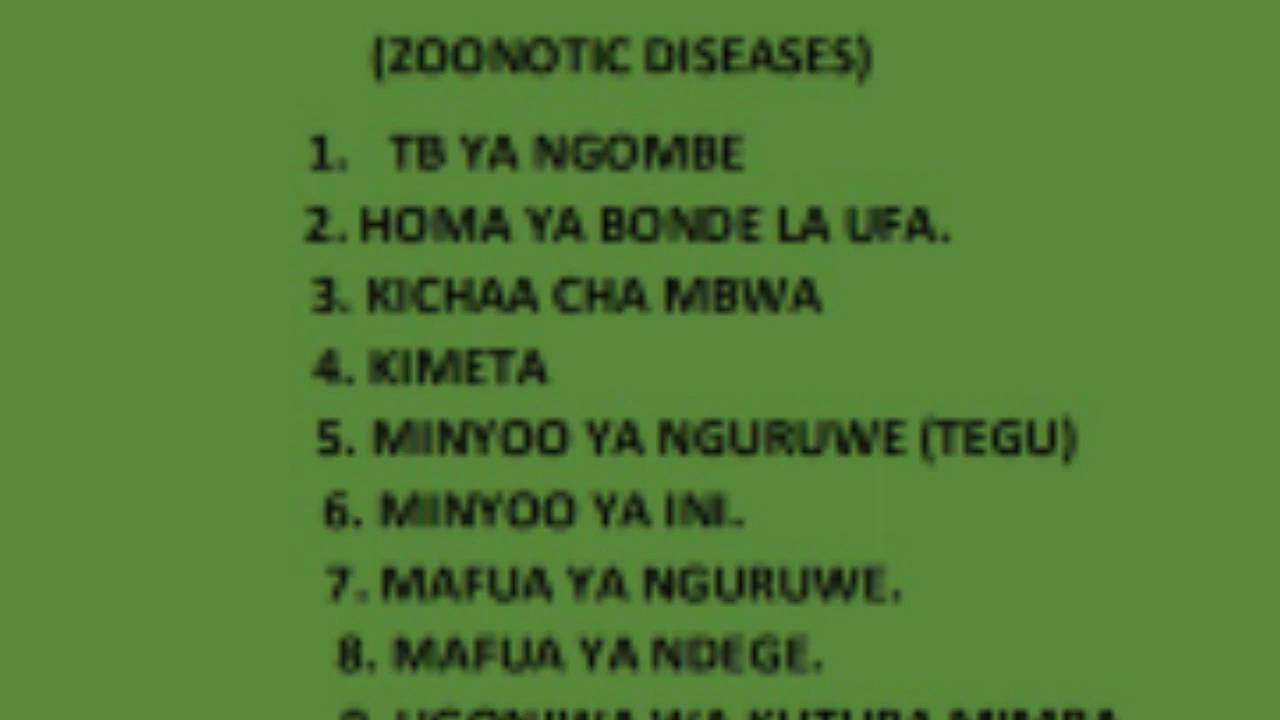 (ZOONOTIC DISEASES)
1. TB YA NGOMBE
2. HOMA YA BONDE LA UFA.
3. KICHAA CHA MBWA
4. KIMETA
5. MINYOO YA NGURUWE (TEGU)
6. MINYOO YA INI.
7. MAFUA YA NGURUWE.
8. MAFUA YA NDEGE.